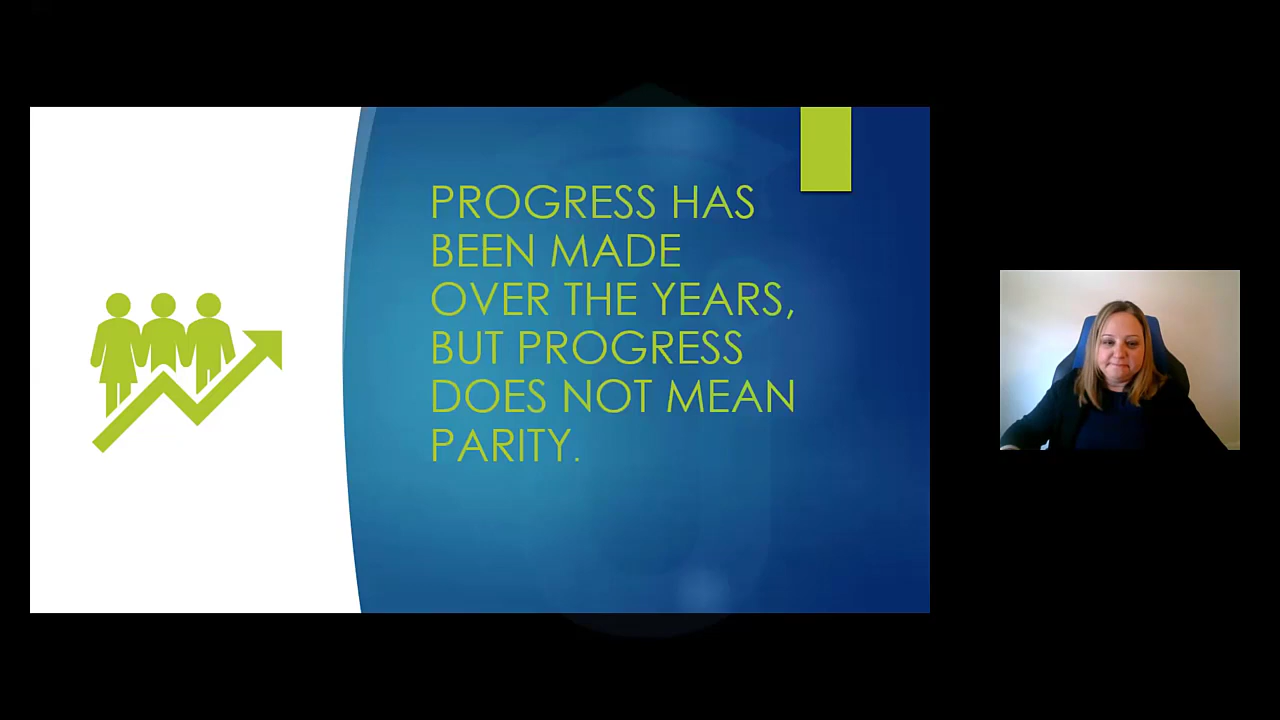 PROGRESS HAS
BEEN MADE
OVER THE YEARS,
BUT PROGRESS
DOES NOT MEAN
PARITY.